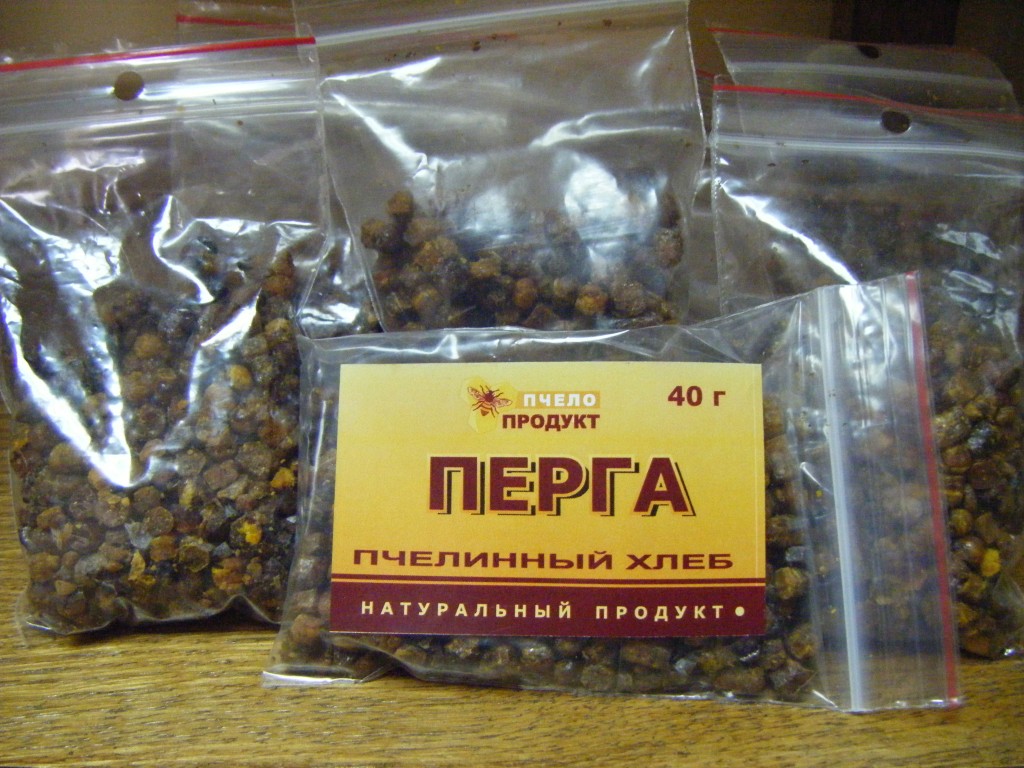 ПЧЕЛО
ПРОДУКТ
40 г
ПЕРГА
ПЧЕЛИННЫЙ ХЛЕБ
НАТУРАЛЬНЫЙ ПРОДУКТ •